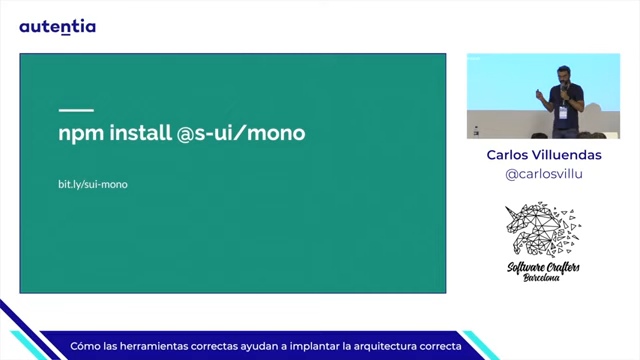 autentia
npm install @s-ui/mono
bit.ly/sui-mono
Carlos Villuendas
@carlosvillu
Software Crafters
Barcelona
Cómo las herramientas correctas ayudan a implantar la arquitectura correcta